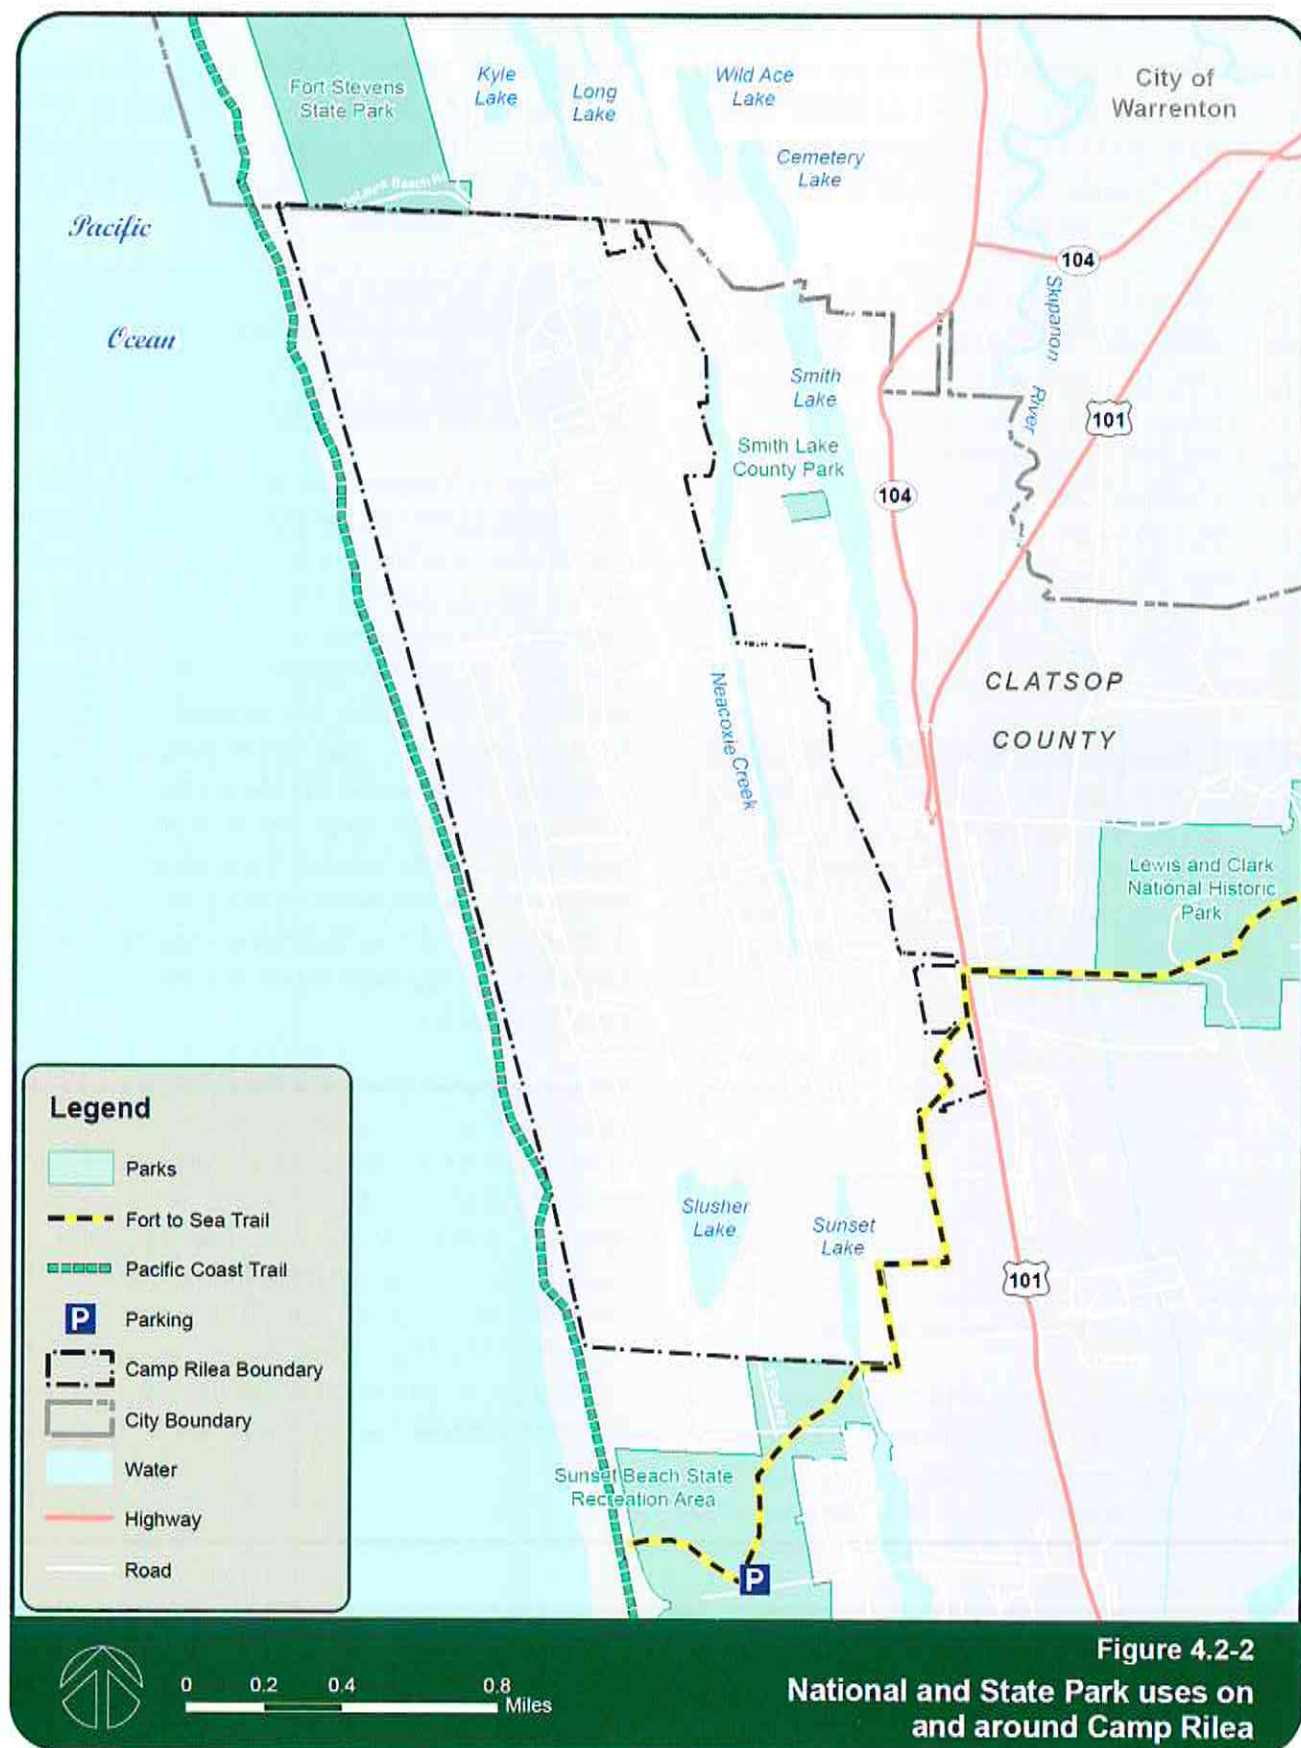 Fort Stevens
State Park
Kyle
Lake
Long
Lake
Wild Ace
Lake
City of
Warrenton
Cemetery
Lake
Beach
Pacific
Ocean
104
Skipanon
River
Smith
Lake
101
Smith Lake
County Park
104
CLATSOP
COUNTY
Neacoxie Creek
Lewis and Clark
National Historic
Park
Slusher
Lake
Sunset
Lake
101
Sunset Beach State
Recreation Area
P
Legend
Parks
Fort to Sea Trail
Pacific Coast Trail
P
Parking
Camp Rilea Boundary
City Boundary
Water
Highway
Road
0 0.2 0.4 0.8
Miles
Figure 4.2-2
National and State Park uses on
and around Camp Rilea